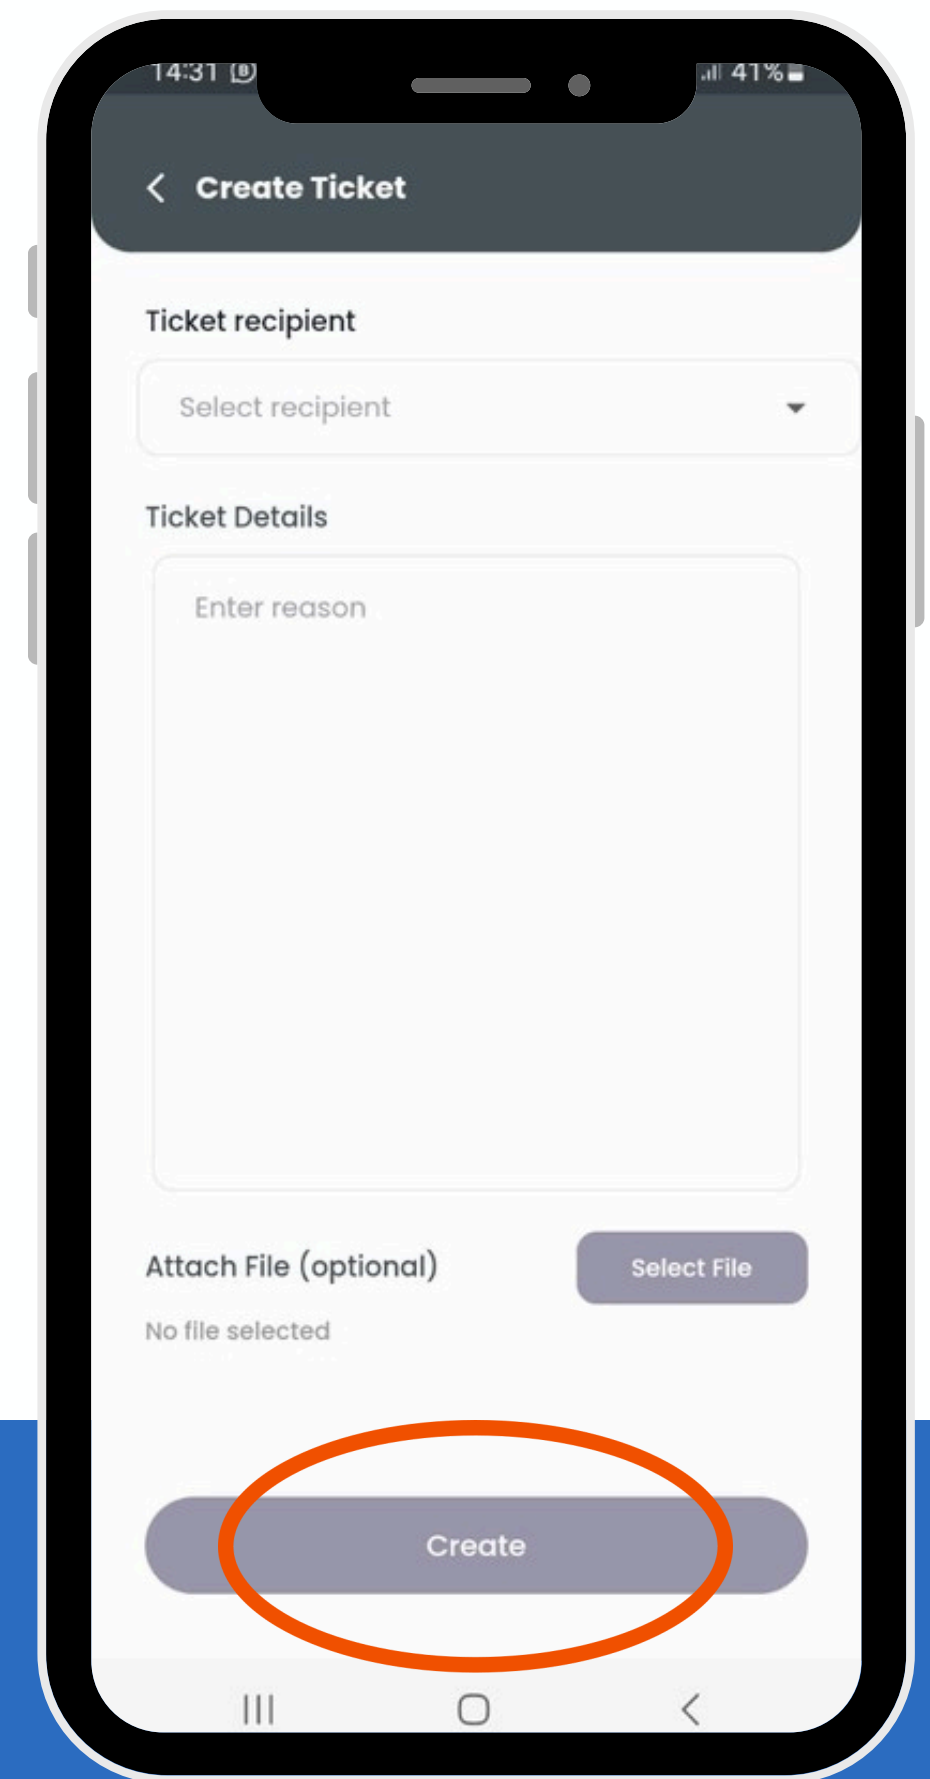 14:31
41%
Create Ticket
Ticket recipient
Select recipient
Ticket Details
Enter reason
Attach File (optional)
Select File
No file selected
Create